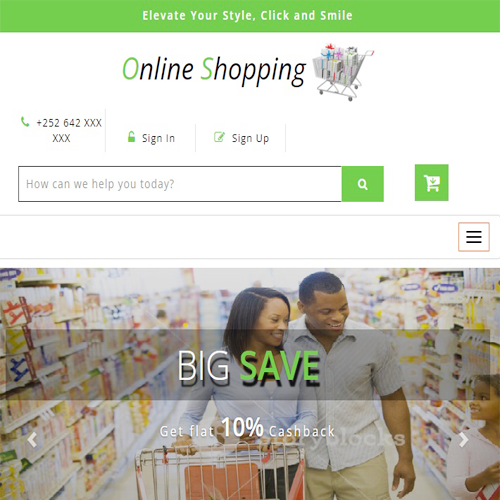 Elevate Your Style, Click and Smile
Online Shopping
+252 642 XXX
XXX
Sign In
Sign Up
How can we help you today?
BIG SAVE
Get flat 10% Cashback